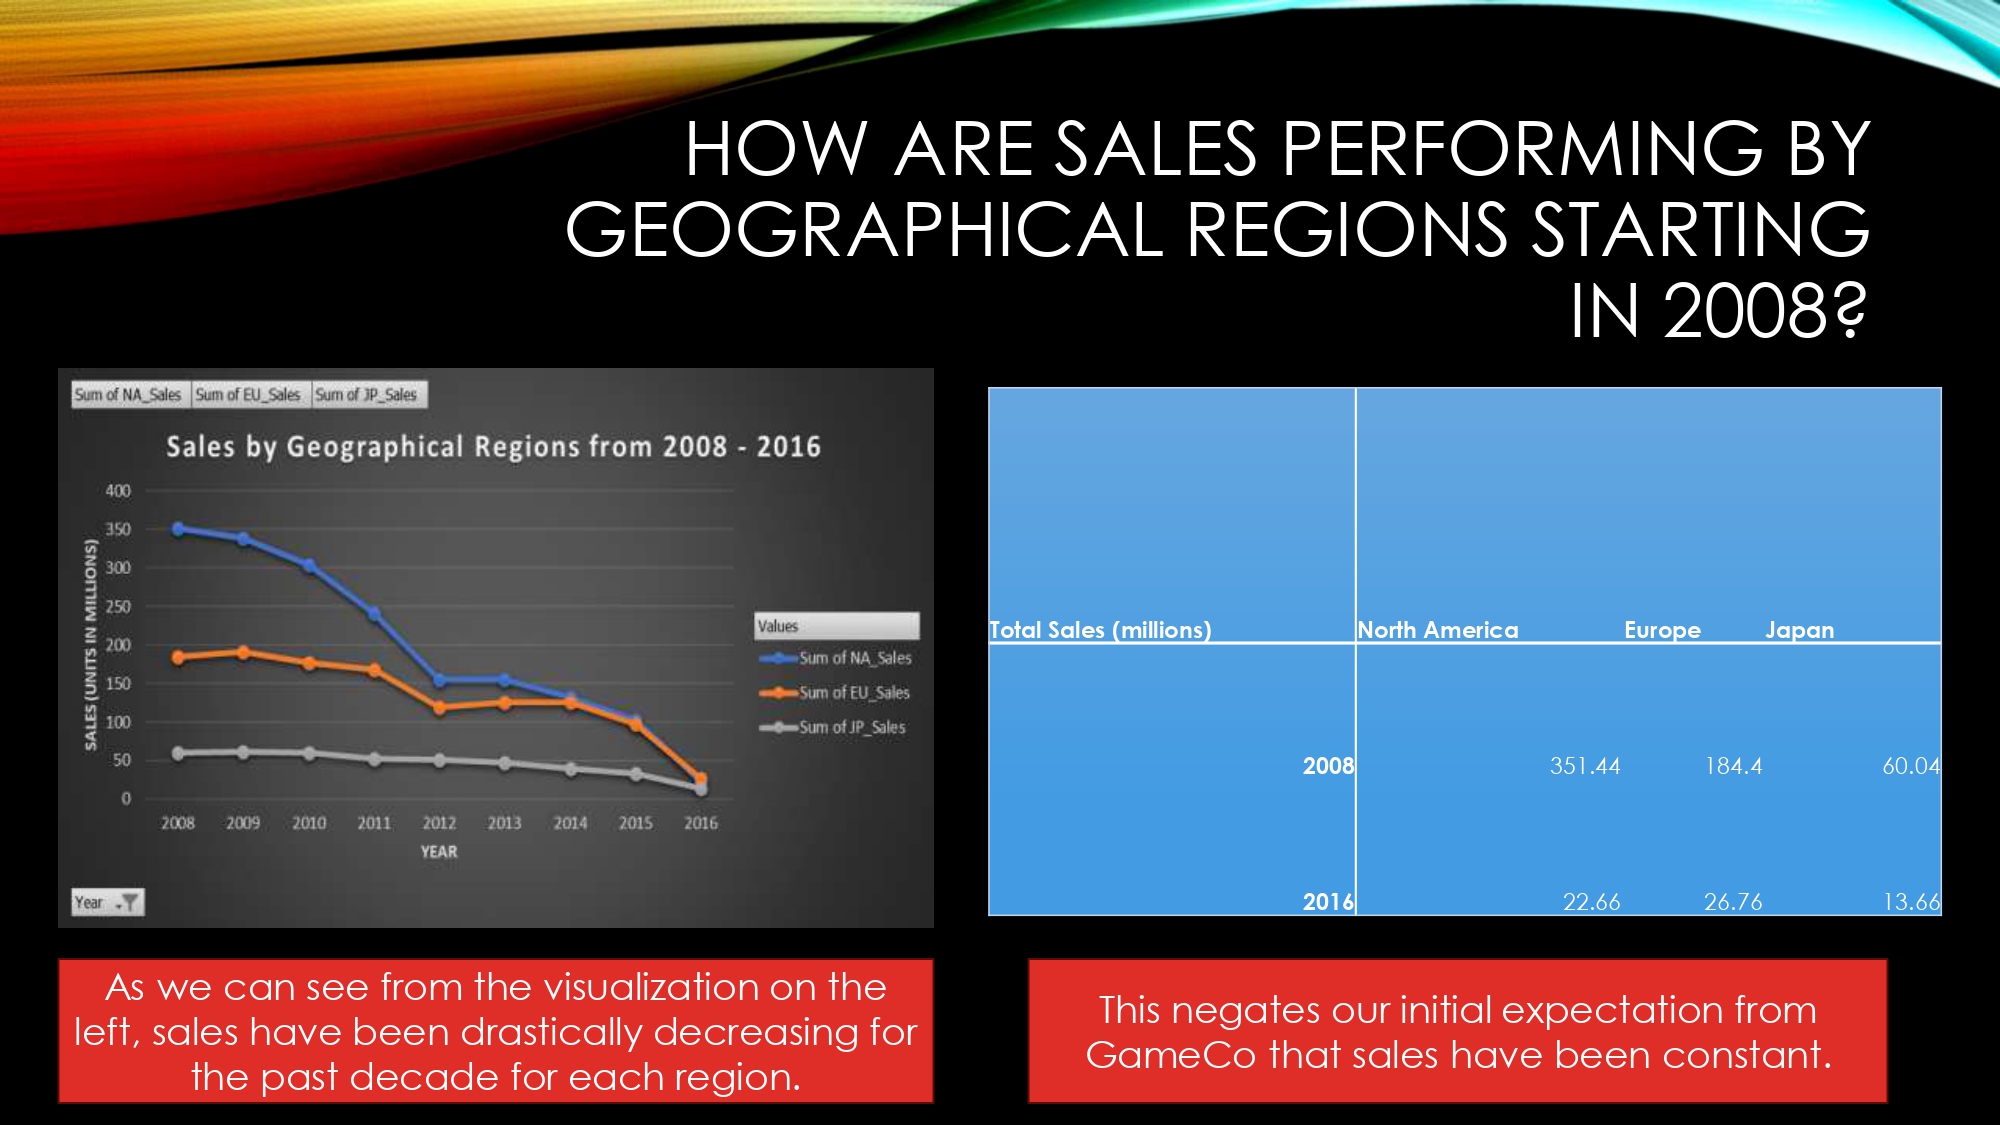 HOW ARE SALES PERFORMING BY
GEOGRAPHICAL REGIONS STARTING
IN 2008?
Sum of NA_Sales Sum of EU_Sales Sum of JP_Sales
Sales by Geographical Regions from 2008 - 2016
SALES (UNITS IN MILLIONS)
400
350
300
250
200
150
100
50
0
2008 2009 2010 2011 2012 2013 2014 2015 2016
YEAR
Values
Sum of NA_Sales
Sum of EU_Sales
Sum of JP_Sales
Year
Total Sales (millions) North America Europe Japan
2008 351.44 184.4 60.04
2016 22.66 26.76 13.66
As we can see from the visualization on the
left, sales have been drastically decreasing for
the past decade for each region.
This negates our initial expectation from
GameCo that sales have been constant.